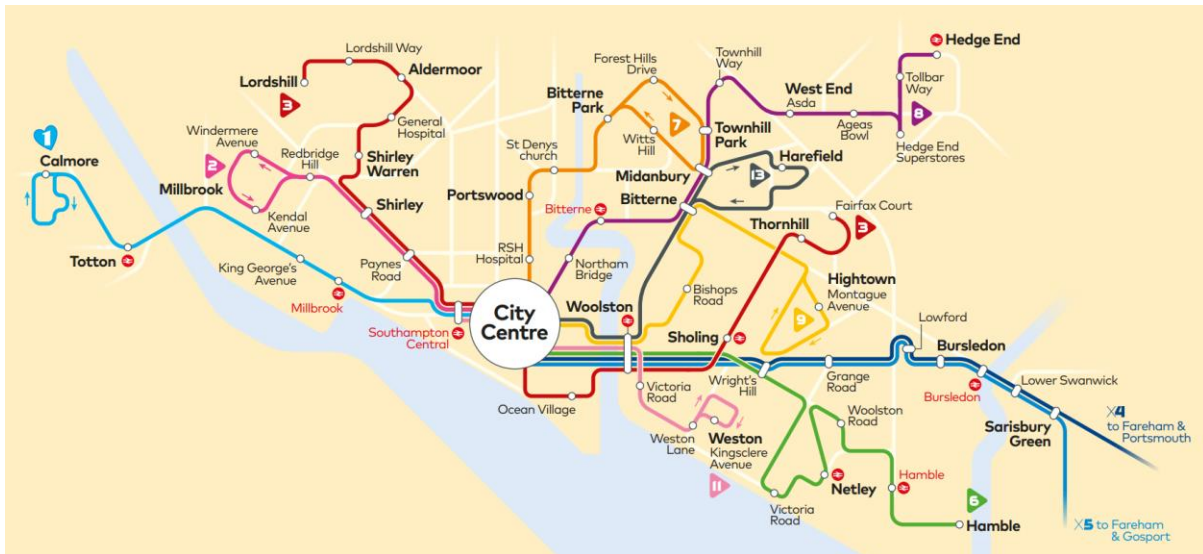 Lordshill Way
Lordshill
Aldermoor
3
General
Hospital
Windermere
Avenue
2
Redbridge
Hill
Shirley
Warren
1
Calmore
Millbrook
Kendal
Avenue
Shirley
Totton
King George's
Avenue
Millbrook
Paynes
Road
Southampton
Central
City
Centre
Forest Hills
Drive
Bitterne
Park
7
Witts
Hill
St Denys
church
Portswood
RSH
Hospital
Bitterne
Northam
Bridge
Townhill
Way
Townhill
Park
Midanbury
Bitterne
West End
Asda
Ageas
Bowl
Hedge End
Tollbar
Way
8
Hedge End
Superstores
13
Harefield
Fairfax Court
Thornhill
3
Woolston
Bishops
Road
Hightown
Montague
Avenue
9
Sholing
Lowford
Bursledon
Ocean Village
Victoria
Road
Wright's
Hill
Grange
Road
Bursledon
Lower Swanwick
Weston
Lane
Weston
Kingsclere
Avenue
11
Woolston
Road
Sarisbury
Green
X4
to Fareham &
Portsmouth
Netley
Hamble
Victoria
Road
6
Hamble
X5 to Fareham
& Gosport